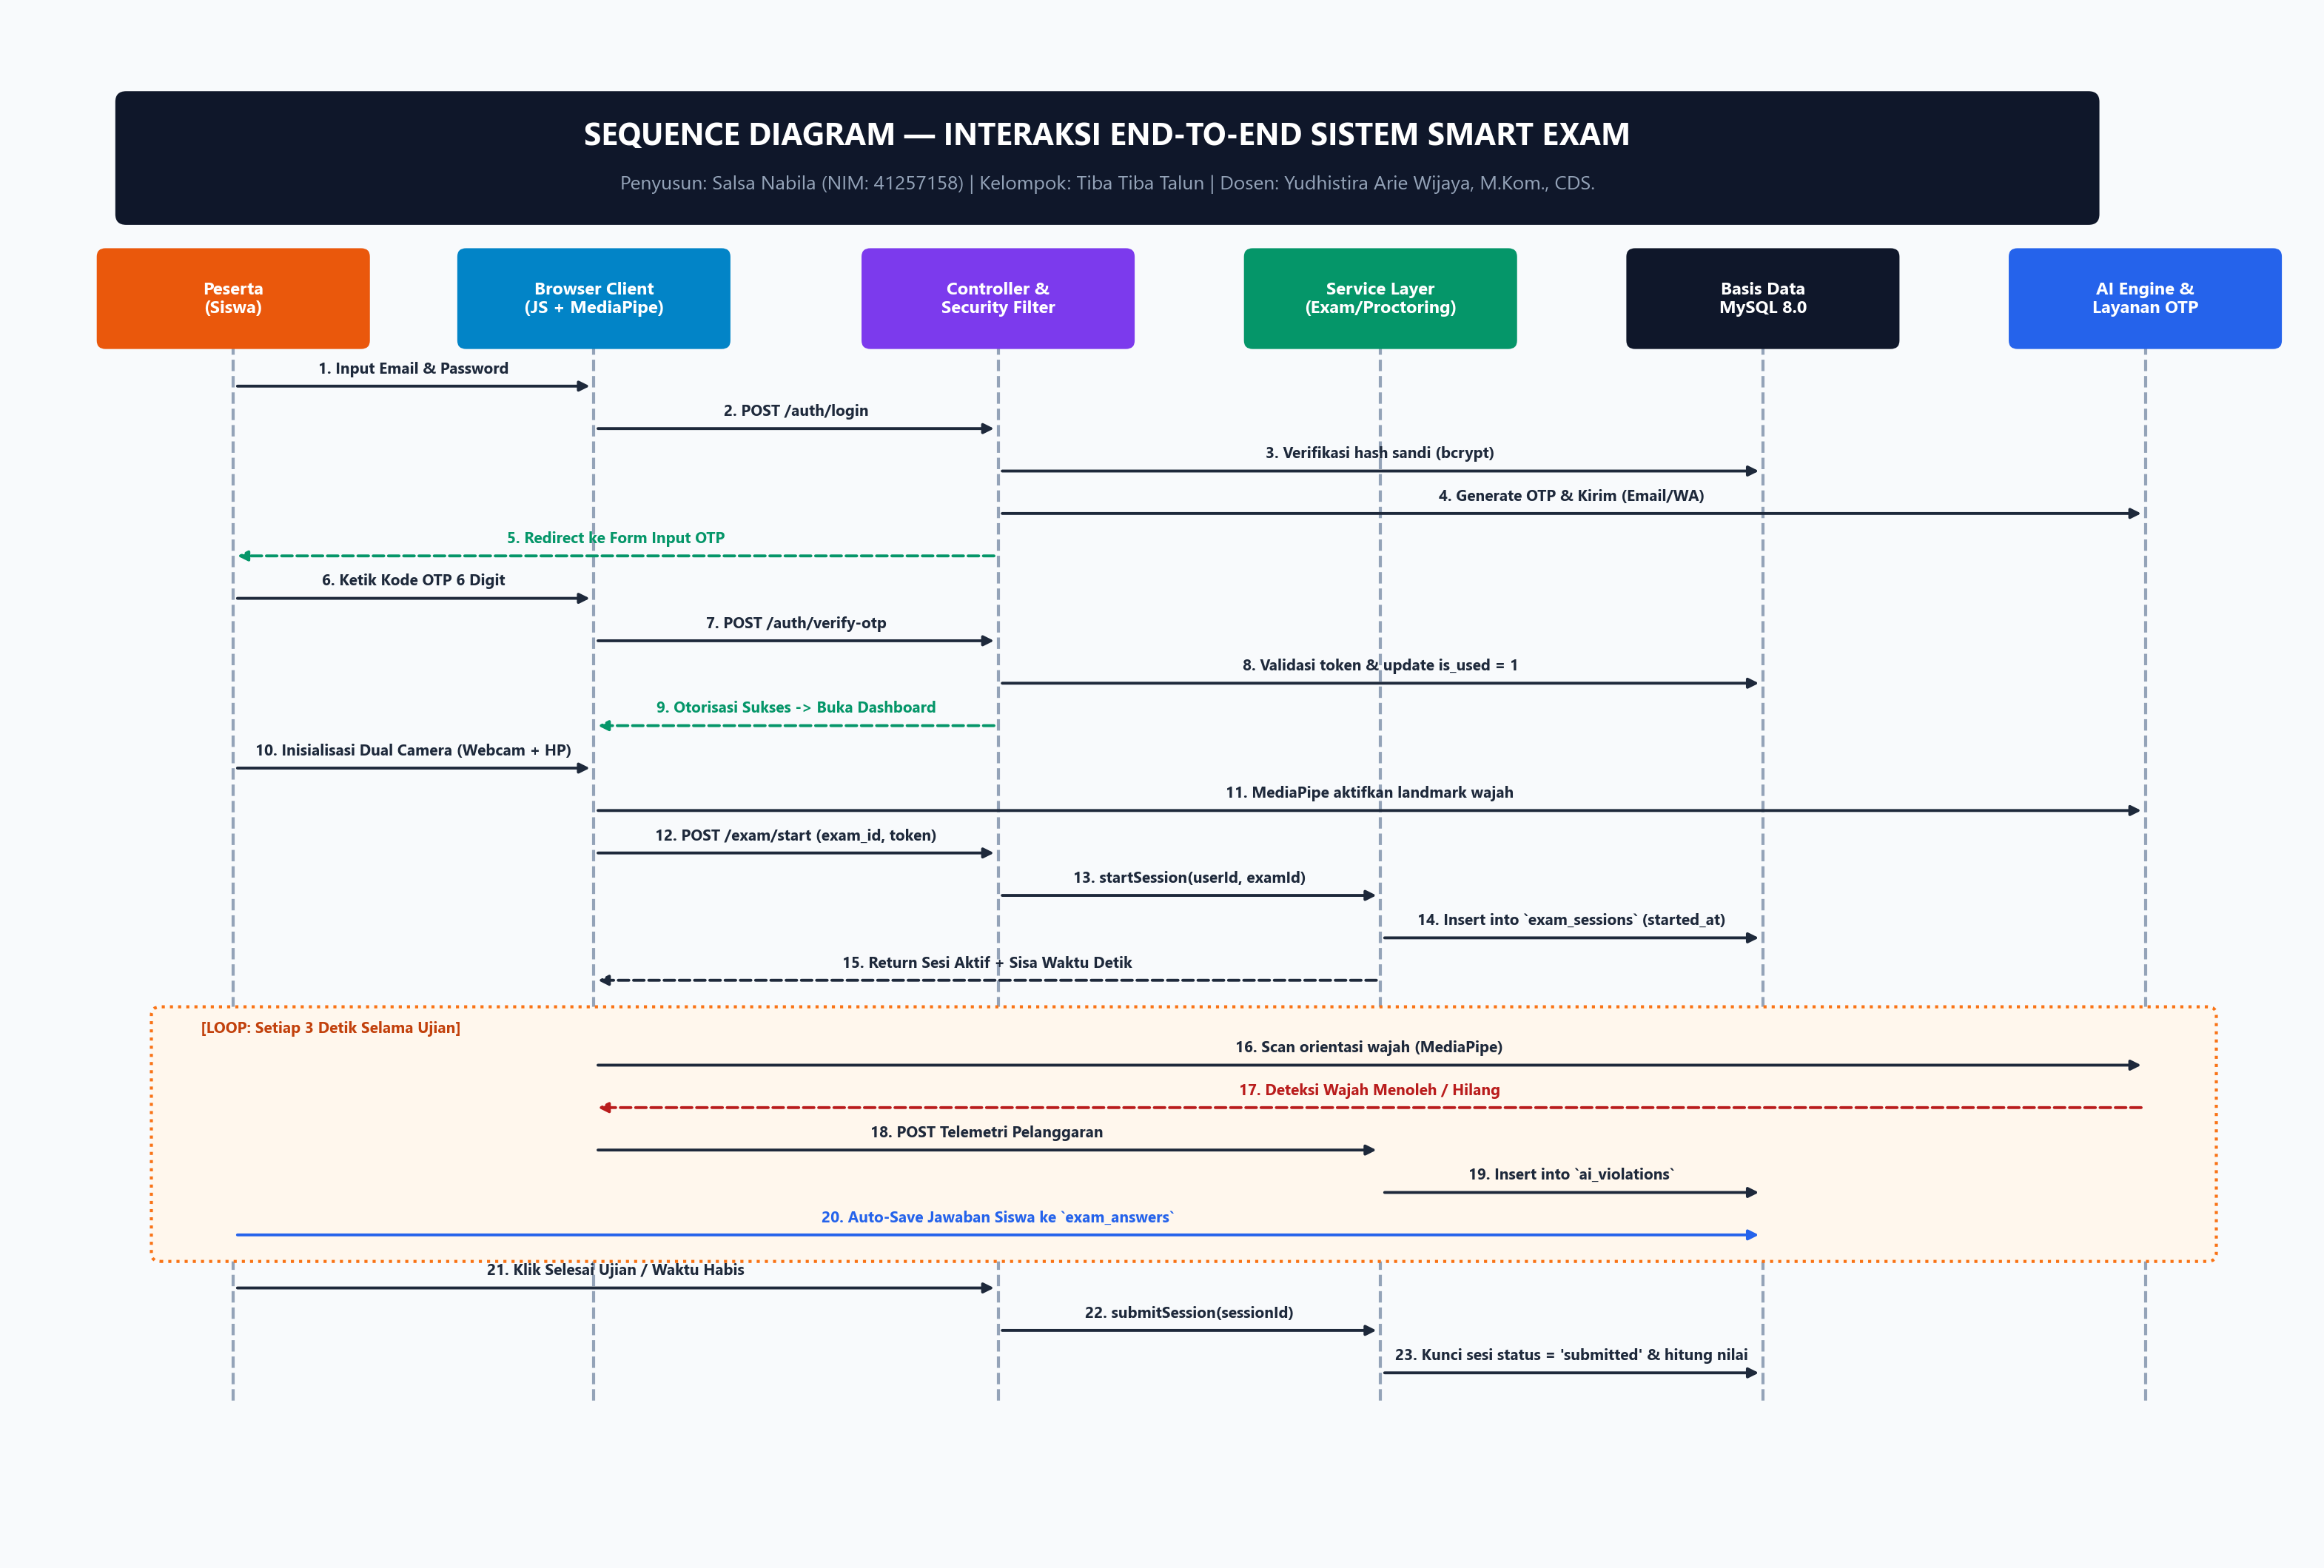 SEQUENCE DIAGRAM — INTERAKSI END-TO-END SISTEM SMART EXAM
Penyusun: Salsa Nabila (NIM: 41257158) | Kelompok: Tiba Tiba Talun | Dosen: Yudhistira Arie Wijaya, M.Kom., CDS.
Peserta
(Siswa)
Browser Client
(JS + MediaPipe)
Controller &
Security Filter
Service Layer
(Exam/Proctoring)
Basis Data
MySQL 8.0
AI Engine &
Layanan OTP
1. Input Email & Password
2. POST /auth/login
3. Verifikasi hash sandi (bcrypt)
4. Generate OTP & Kirim (Email/WA)
5. Redirect ke Form Input OTP
6. Ketik Kode OTP 6 Digit
7. POST /auth/verify-otp
8. Validasi token & update is_used = 1
9. Otorisasi Sukses -> Buka Dashboard
10. Inisialisasi Dual Camera (Webcam + HP)
11. MediaPipe aktifkan landmark wajah
12. POST /exam/start (exam_id, token)
13. startSession(userId, examId)
14. Insert into `exam_sessions` (started_at)
15. Return Sesi Aktif + Sisa Waktu Detik
[LOOP: Setiap 3 Detik Selama Ujian]
16. Scan orientasi wajah (MediaPipe)
17. Deteksi Wajah Menoleh / Hilang
18. POST Telemetri Pelanggaran
19. Insert into `ai_violations`
20. Auto-Save Jawaban Siswa ke `exam_answers`
21. Klik Selesai Ujian / Waktu Habis
22. submitSession(sessionId)
23. Kunci sesi status = 'submitted' & hitung nilai